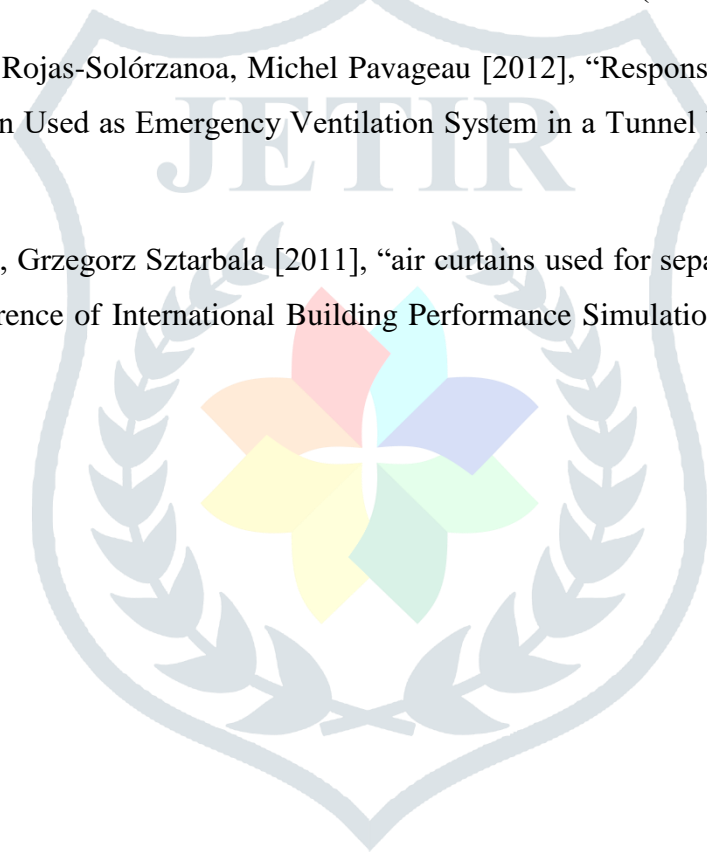 Rojas-Solórzanoa, Michel Pavageau [2012], “Respons
n Used as Emergency Ventilation System in a Tunnel
JETIR
, Grzegorz Sztarbala [2011], “air curtains used for sepa
rence of International Building Performance Simulatio